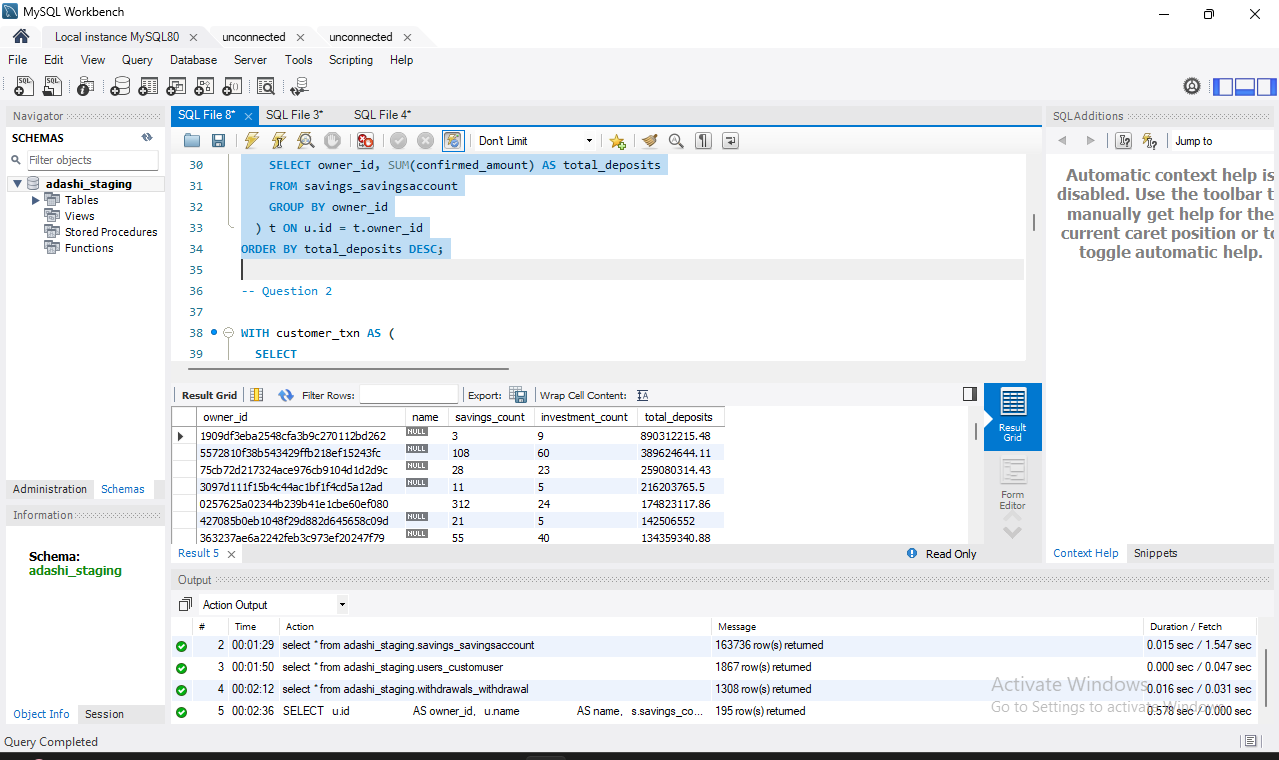 MySQL Workbench
Local instance MySQL80 unconnected unconnected
File Edit View Query Database Server Tools Scripting Help
Navigator
SCHEMAS
Filter objects
adashi_staging
Tables
Views
Stored Procedures
Functions
Administration Schemas
Information
Schema:
adashi_staging
Object Info Session
SQL File 8* SQL File 3* SQL File 4*
Don't Limit
30 SELECT owner_id, SUM(confirmed_amount) AS total_deposits
31 FROM savings_savingsaccount
32 GROUP BY owner_id
33 ) t ON u.id = t.owner_id
34 ORDER BY total_deposits DESC;
35
36 -- Question 2
37
38 WITH customer_txn AS (
39 SELECT
Result Grid Filter Rows: Export: Wrap Cell Content:
owner_id name savings_count investment_count total_deposits
1909df3eba2548cfa3b9c270112bd262 NULL 3 9 890312215.48
5572810f38b543429ffb218ef15243fc NULL 108 60 389624644.11
75cb72d217324ace976cb9104d1d2d9c NULL 28 23 259080314.43
3097d111f15b4c44ac1bf1f4cd5a12ad NULL 11 5 216203765.5
0257625a02344b239b41e1cbe60ef080 312 24 174823117.86
427085b0eb1048f29d882d645658c09d NULL 21 5 142506552
363237ae6a2242feb3c973ef20247f79 NULL 55 40 134359340.88
Result 5 Read Only
Result
Grid
Form
Editor
Output
Action Output
# Time Action Message Duration / Fetch
2 00:01:29 select * from adashi_staging.savings_savingsaccount 163736 row(s) returned 0.015 sec / 1.547 sec
3 00:01:50 select * from adashi_staging.users_customuser 1867 row(s) returned 0.000 sec / 0.047 sec
4 00:02:12 select * from adashi_staging.withdrawals_withdrawal 1308 row(s) returned 0.016 sec / 0.031 sec
5 00:02:36 SELECT u.id AS owner_id, u.name AS name, s.savings_co... 195 row(s) returned 0.578 sec / 0.000 sec
SQLAdditions
Jump to
Automatic context help is
disabled. Use the toolbar t
manually get help for the
current caret position or to
toggle automatic help.
Context Help Snippets
Activate Windows
Go to Settings to activate Windows.
Query Completed